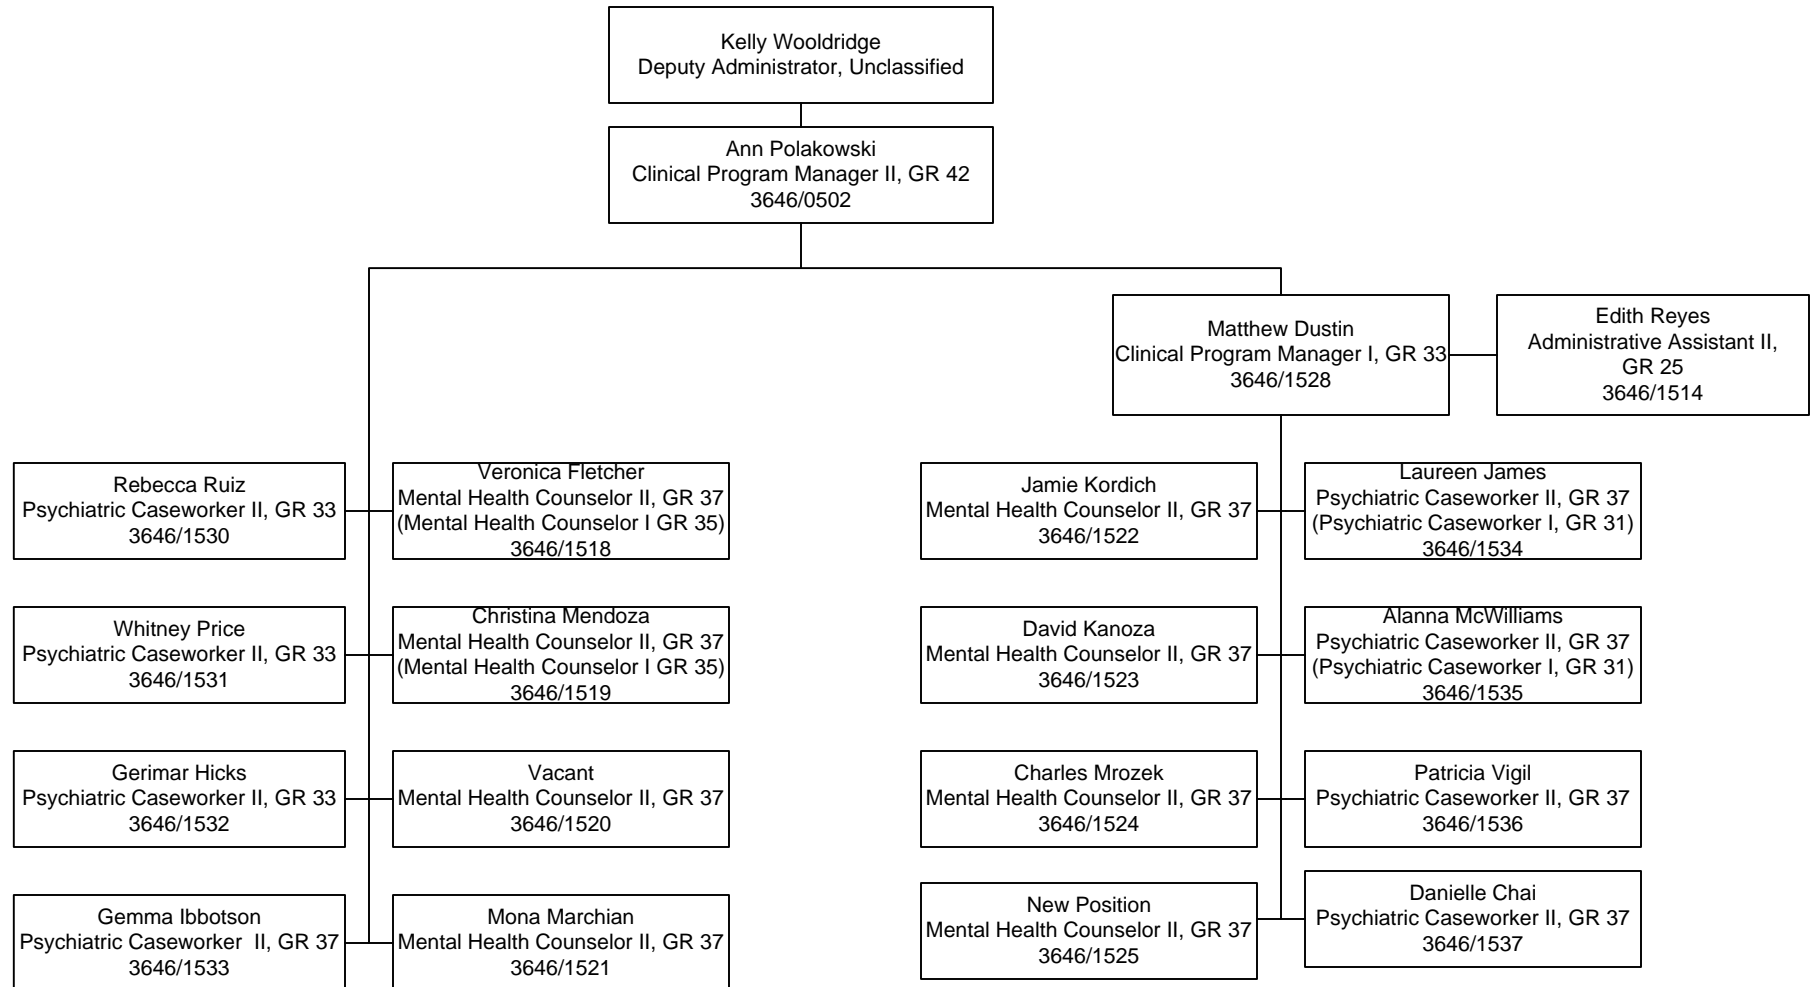 Kelly Wooldridge
Deputy Administrator, Unclassified
Ann Polakowski
Clinical Program Manager II, GR 42
3646/0502
Matthew Dustin
Clinical Program Manager I, GR 33
3646/1528
Edith Reyes
Administrative Assistant II,
GR 25
3646/1514
Rebecca Ruiz
Psychiatric Caseworker II, GR 33
3646/1530
Veronica Fletcher
Mental Health Counselor II, GR 37
(Mental Health Counselor I GR 35)
3646/1518
Jamie Kordich
Mental Health Counselor II, GR 37
3646/1522
Laureen James
Psychiatric Caseworker II, GR 37
(Psychiatric Caseworker I, GR 31)
3646/1534
Whitney Price
Psychiatric Caseworker II, GR 33
3646/1531
Christina Mendoza
Mental Health Counselor II, GR 37
(Mental Health Counselor I GR 35)
3646/1519
David Kanoza
Mental Health Counselor II, GR 37
3646/1523
Alanna McWilliams
Psychiatric Caseworker II, GR 37
(Psychiatric Caseworker I, GR 31)
3646/1535
Gerimar Hicks
Psychiatric Caseworker II, GR 33
3646/1532
Vacant
Mental Health Counselor II, GR 37
3646/1520
Charles Mrozek
Mental Health Counselor II, GR 37
3646/1524
Patricia Vigil
Psychiatric Caseworker II, GR 37
3646/1536
Gemma Ibbotson
Psychiatric Caseworker  II, GR 37
3646/1533
Mona Marchian
Mental Health Counselor II, GR 37
3646/1521
New Position
Mental Health Counselor II, GR 37
3646/1525
Danielle Chai
Psychiatric Caseworker II, GR 37
3646/1537